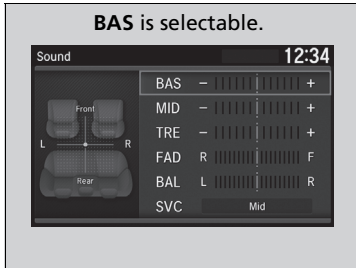 BAS is selectable.
Sound 12:34
BAS - +
MID - +
TRE - +
FAD R F
BAL L R
SVC Mid
Front
L R
Rear